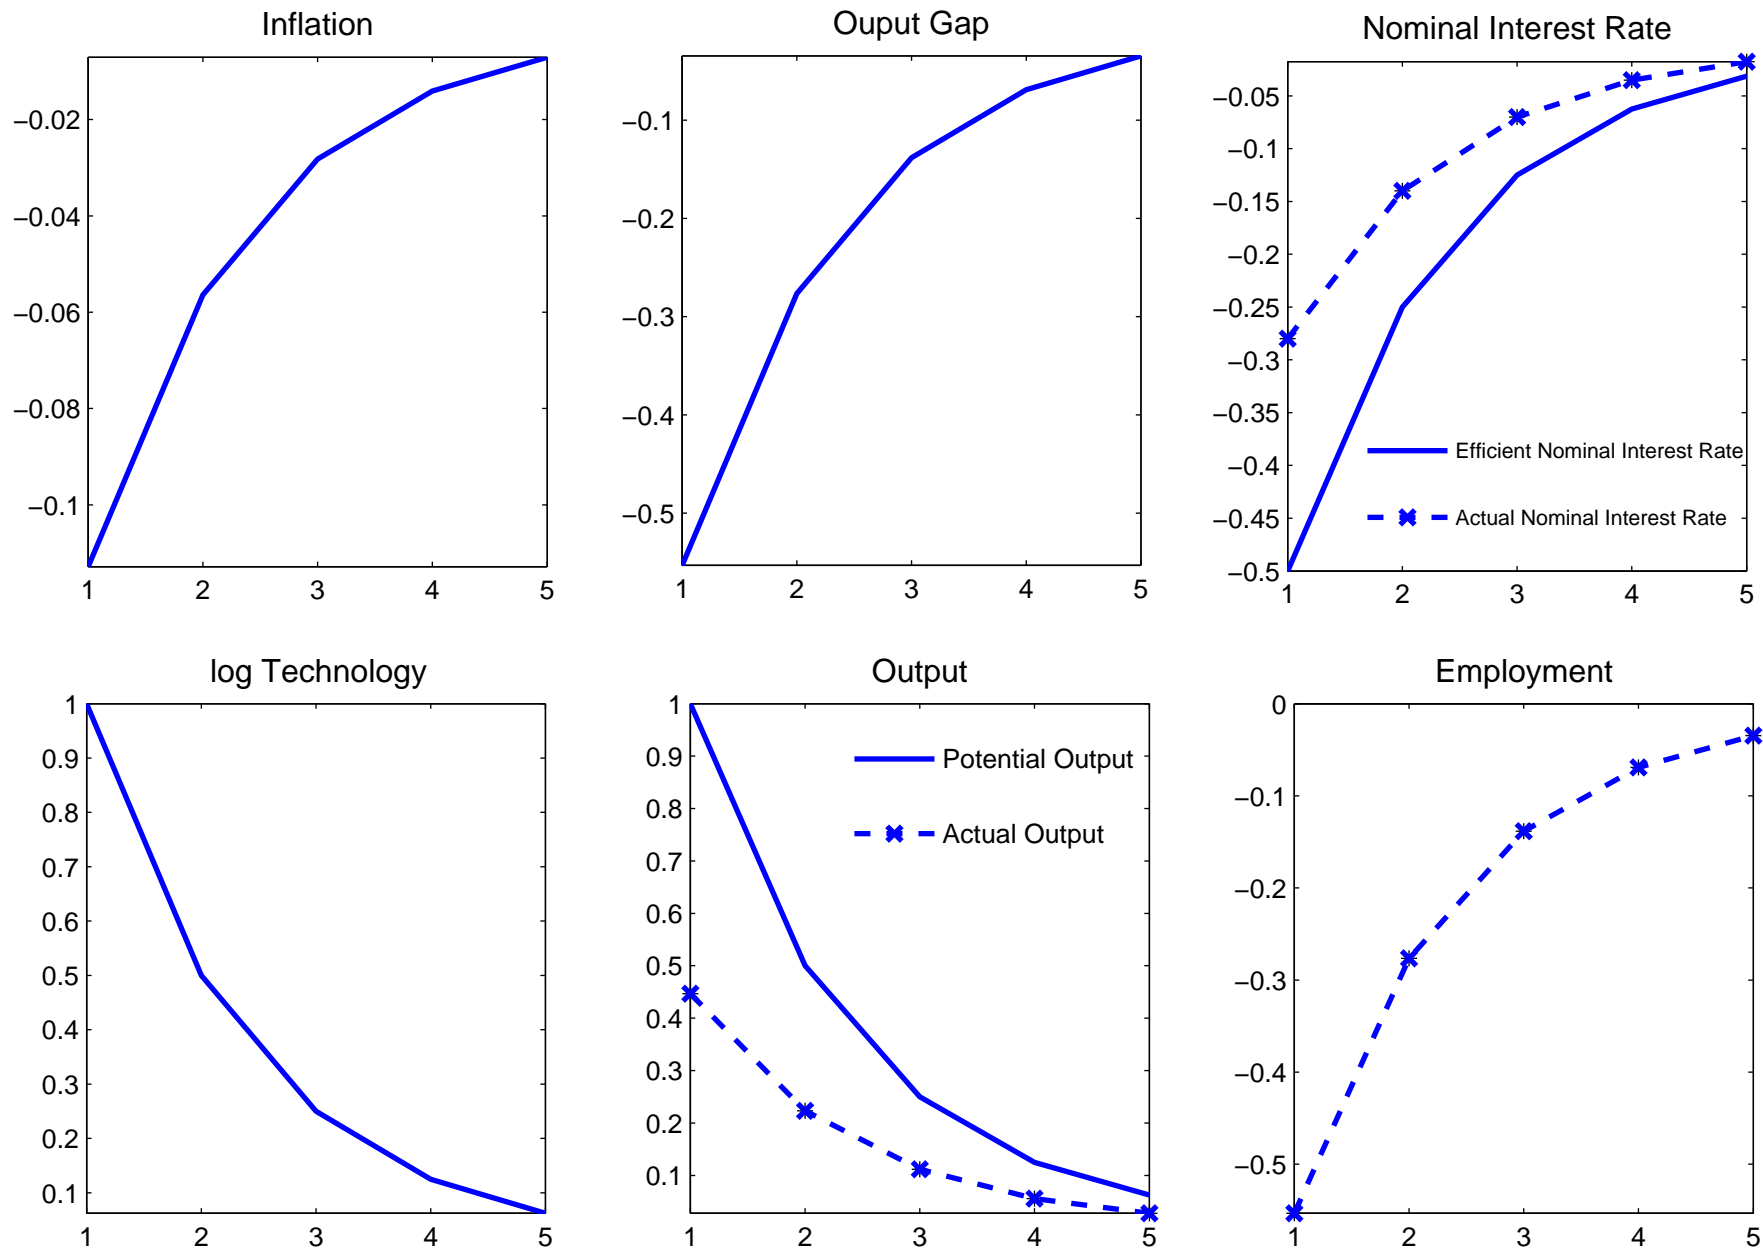 Inflation
−0.02
−0.04
−0.06
−0.08
−0.1
1 2 3 4 5
Ouput Gap
−0.1
−0.2
−0.3
−0.4
−0.5
1 2 3 4 5
Nominal Interest Rate
−0.05
−0.1
−0.15
−0.2
−0.25
−0.3
−0.35
−0.4
−0.45
−0.5
Efficient Nominal Interest Rate
Actual Nominal Interest Rate
1 2 3 4 5
log Technology
1
0.9
0.8
0.7
0.6
0.5
0.4
0.3
0.2
0.1
1 2 3 4 5
Output
1
0.9
0.8
0.7
0.6
0.5
0.4
0.3
0.2
0.1
Potential Output
Actual Output
1 2 3 4 5
Employment
0
−0.1
−0.2
−0.3
−0.4
−0.5
1 2 3 4 5